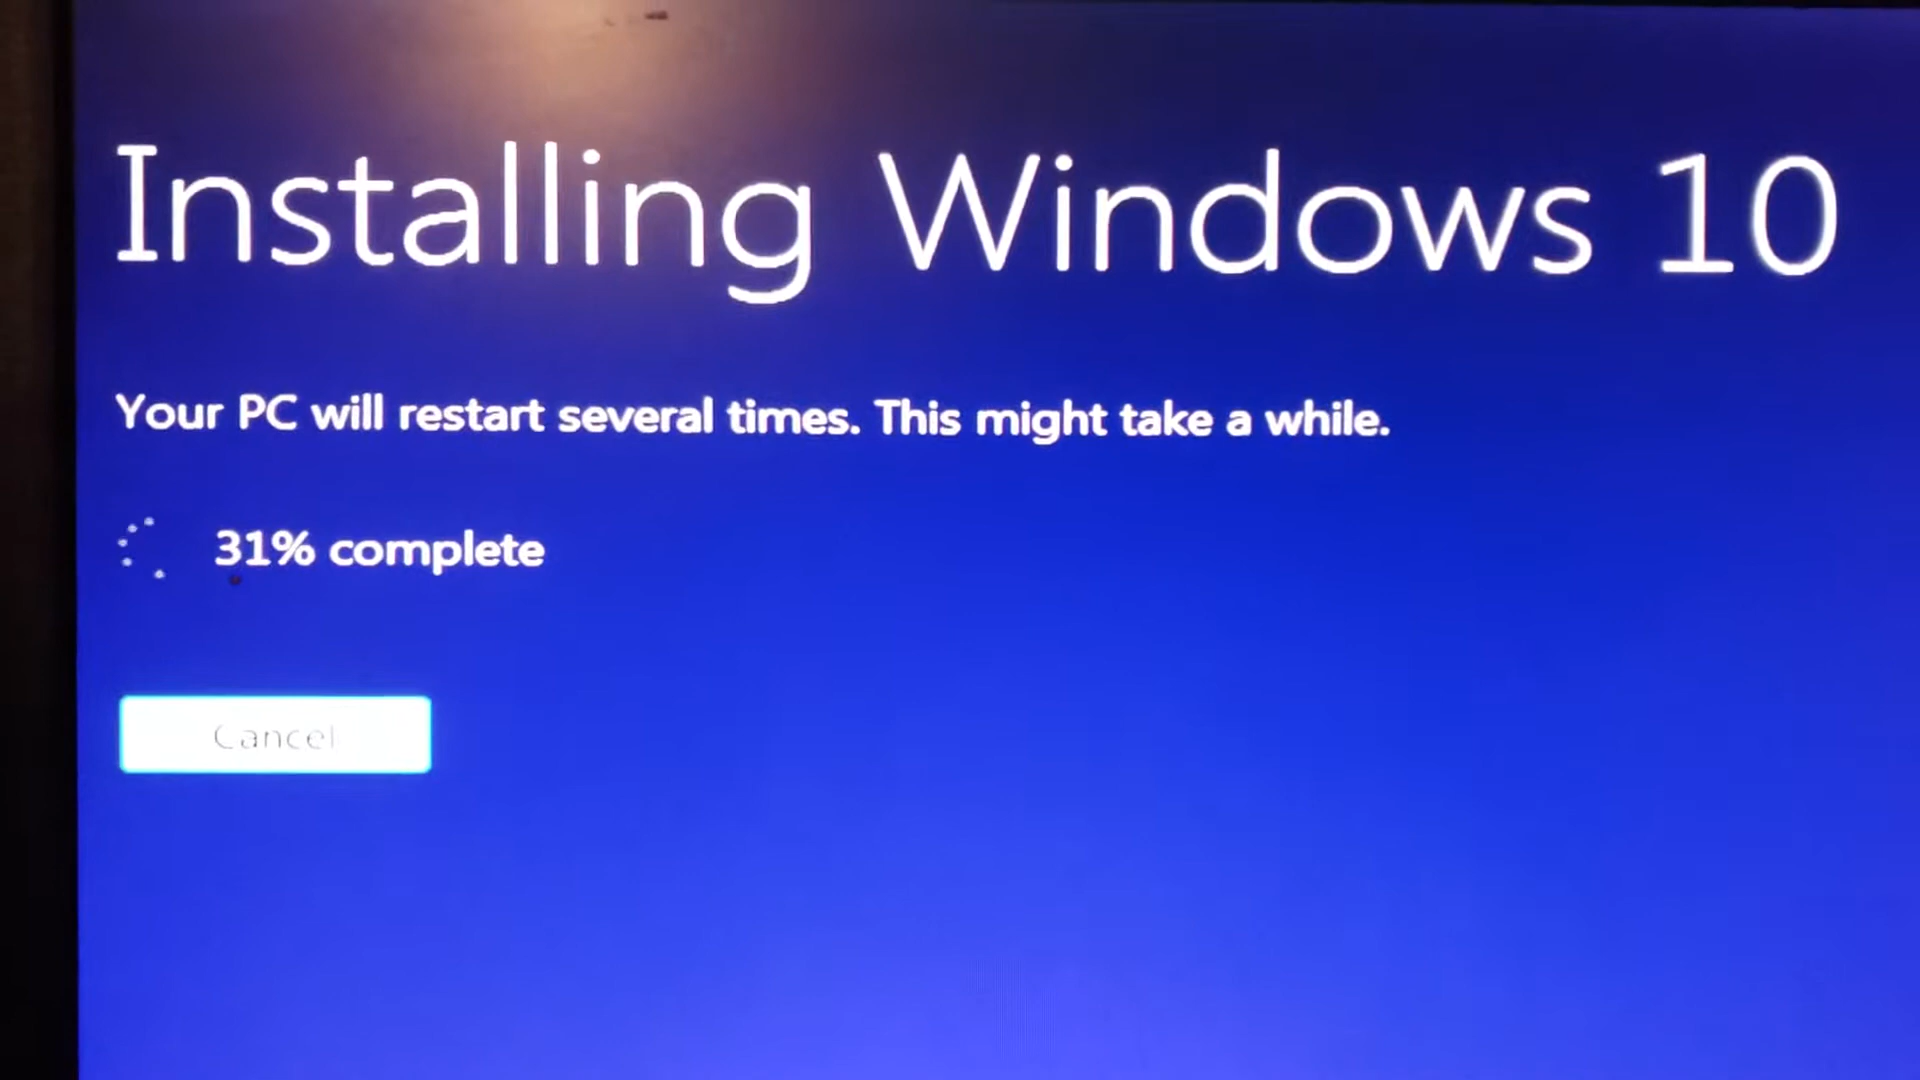 Installing Windows 10
Your PC will restart several times. This might take a while.
31% complete
Cancel